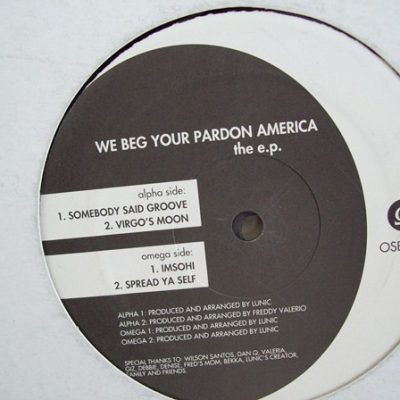 WE BEG YOUR PARDON AMERICA
the e.p.
alpha side:
1. SOMEBODY SAID GROOVE
2. VIRGO'S MOON
omega side:
1. IMSOHI
2. SPREAD YA SELF
ALPHA 1: PRODUCED AND ARRANGED BY LUNIC
ALPHA 2: PRODUCED AND ARRANGED BY FREDDY VALERIO
OMEGA 1: PRODUCED AND ARRANGED BY LUNIC
OMEGA 2: PRODUCED AND ARRANGED BY LUNIC
SPECIAL THANKS TO: WILSON SANTOS, DAN Q, VALERIA,
GIZ, DEBBIE, DENISE, FRED'S MOM, BEKKA, LUNIC'S CREATOR,
FAMILY AND FRIENDS.